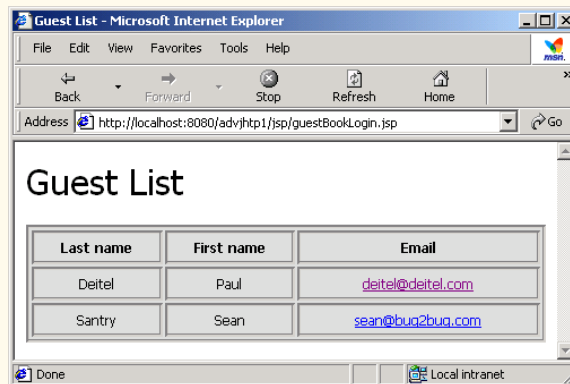 Guest List - Microsoft Internet Explorer
File Edit View Favorites Tools Help
msn.
Back Forward Stop Refresh Home »
Address http://localhost:8080/advjhtp1/jsp/guestBookLogin.jsp Go
Guest List
Last name First name Email
Deitel Paul deitel@deitel.com
Santry Sean sean@bug2bug.com
Done Local intranet